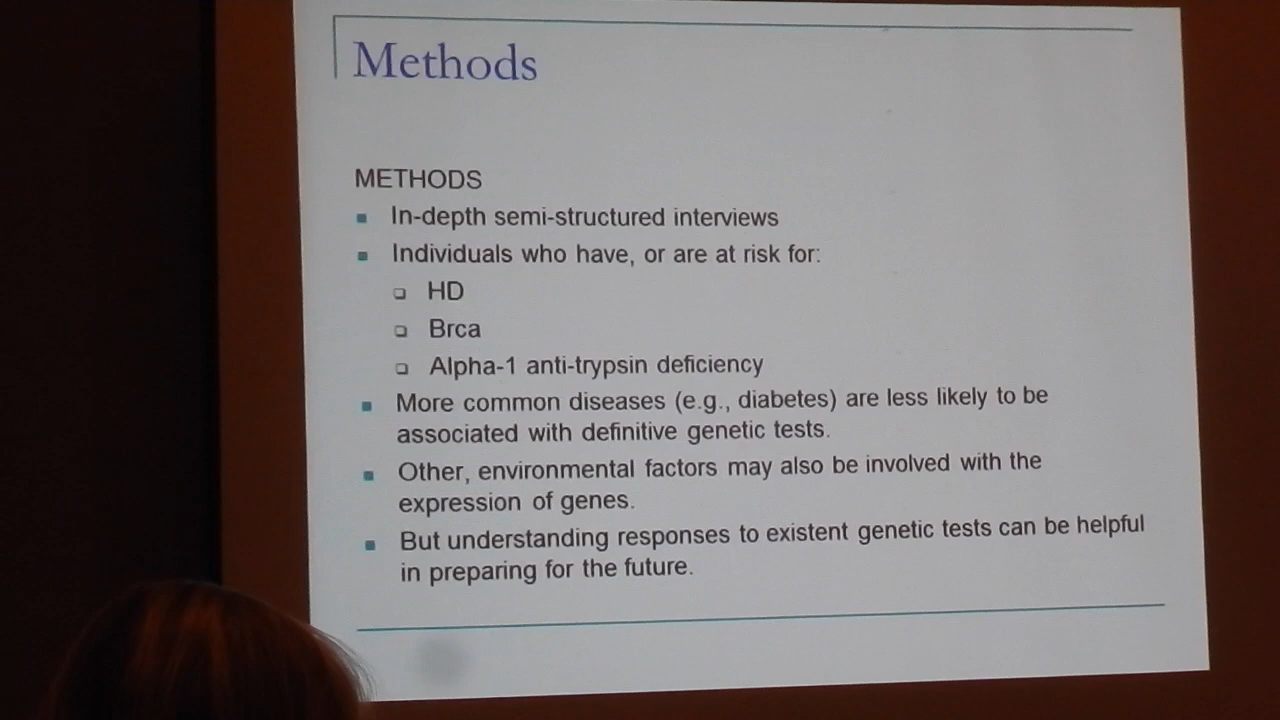 Methods
METHODS
In-depth semi-structured interviews
Individuals who have, or are at risk for:
HD
Brca
Alpha-1 anti-trypsin deficiency
More common diseases (e.g., diabetes) are less likely to be
associated with definitive genetic tests.
Other, environmental factors may also be involved with the
expression of genes.
But understanding responses to existent genetic tests can be helpful
in preparing for the future.